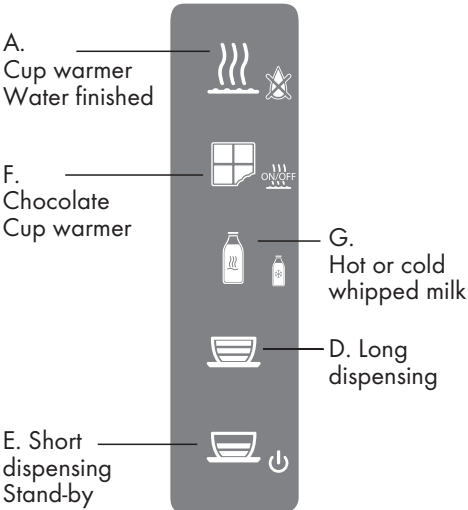 A.
Cup warmer
Water finished
F.
Chocolate
Cup warmer
ON/OFF
G.
Hot or cold
whipped milk
D. Long
dispensing
E. Short
dispensing
Stand-by